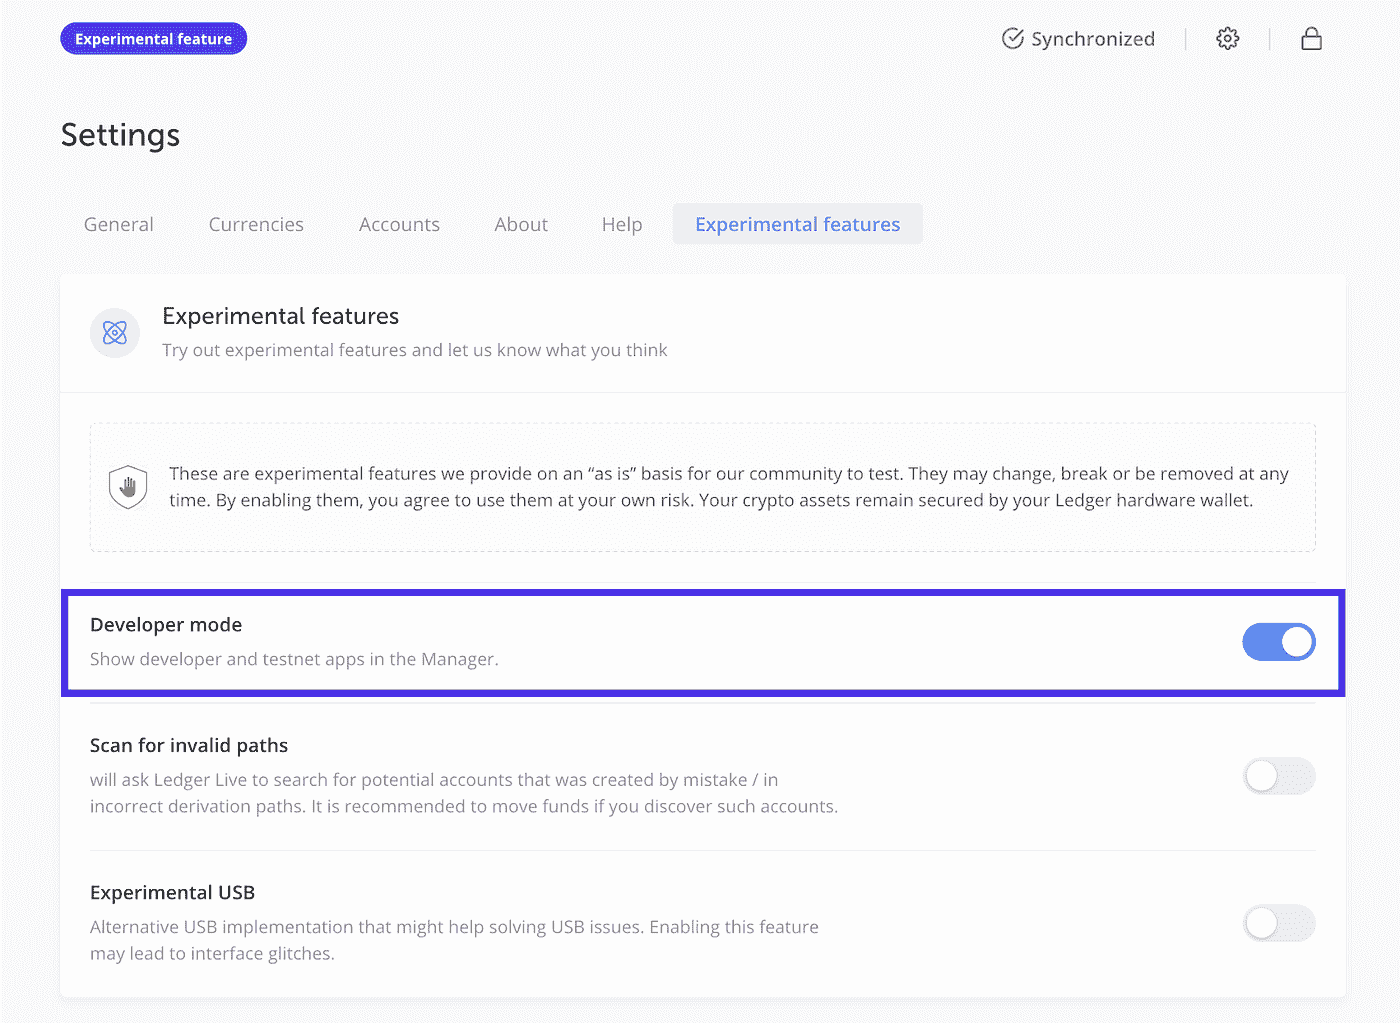 Experimental feature
Synchronized
Settings
General Currencies Accounts About Help Experimental features
Experimental features
Try out experimental features and let us know what you think
These are experimental features we provide on an “as is” basis for our community to test. They may change, break or be removed at any
time. By enabling them, you agree to use them at your own risk. Your crypto assets remain secured by your Ledger hardware wallet.
Developer mode
Show developer and testnet apps in the Manager.
Scan for invalid paths
will ask Ledger Live to search for potential accounts that was created by mistake / in
incorrect derivation paths. It is recommended to move funds if you discover such accounts.
Experimental USB
Alternative USB implementation that might help solving USB issues. Enabling this feature
may lead to interface glitches.